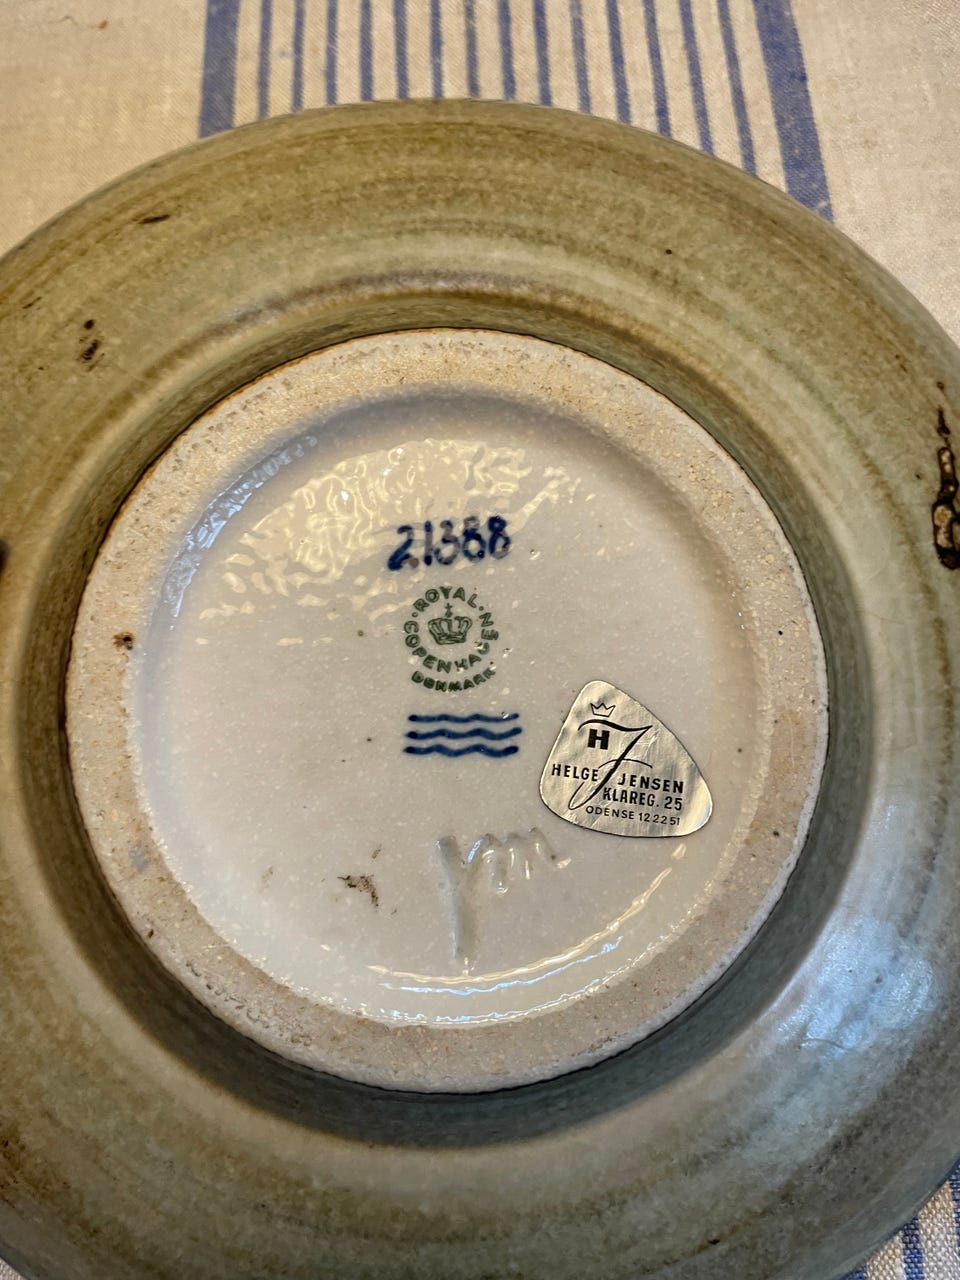 21388
ROYAL
COPENHAGEN
DENMARK
H J
HELGE JENSEN
KLAREG. 25
ODENSE 12 22 51